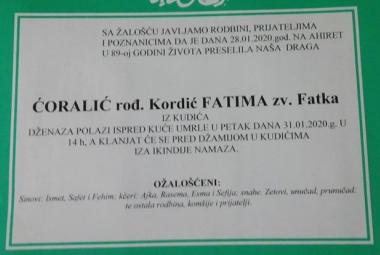 SA ŽALOŠĆU JAVLJAMO RODBINI, PRIJATELJIMA
I POZNANICIMA DA JE DANA 28.01.2020.god. NA AHIRET
U 89-oj GODINI ŽIVOTA PRESELILA NAŠA DRAGA
ĆORALIĆ rođ. Kordić FATIMA zv. Fatka
IZ KUDIĆA
DŽENAZA POLAZI ISPRED KUĆE UMRLE U PETAK DANA 31.01.2020.g. U
14 h, A KLANJAT ĆE SE PRED DŽAMIJOM U KUDIĆIMA
IZA IKINDIJE NAMAZA.
OŽALOŠĆENI:
Sinovi: Ismet, Safet i Fehim, kćeri: Ajka, Rasema, Esma i Sefija; snahe, Zetovi, unučad, prunučad;
te ostala rodbina, komšije i prijatelji.